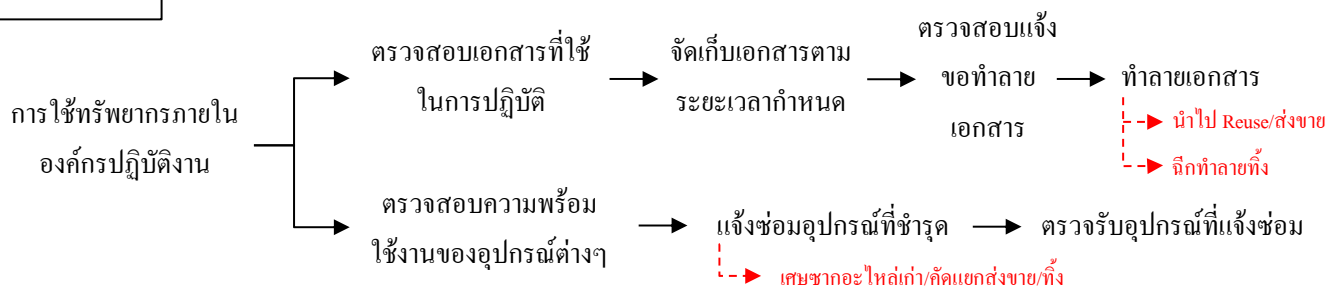 การใช้ทรัพยากรภายใน
องค์กรปฏิบัติงาน
ตรวจสอบเอกสารที่ใช้
ในการปฏิบัติ
จัดเก็บเอกสารตาม
ระยะเวลากำหนด
ตรวจสอบแจ้ง
ขอทำลาย
เอกสาร
ทำลายเอกสาร
นำไป Reuse/ส่งขาย
ฉีกทำลายทิ้ง
ตรวจสอบความพร้อม
ใช้งานของอุปกรณ์ต่างๆ
แจ้งซ่อมอุปกรณ์ที่ชำรุด
เศษซากอะไหล่เก่า/คัดแยกส่งขาย/ทิ้ง
ตรวจรับอุปกรณ์ที่แจ้งซ่อม